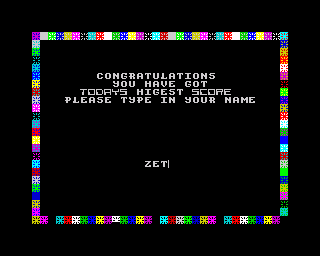 CONGRATULATIONS
YOU HAVE GOT
TODAYS HIGEST SCORE
PLEASE TYPE IN YOUR NAME
ZET